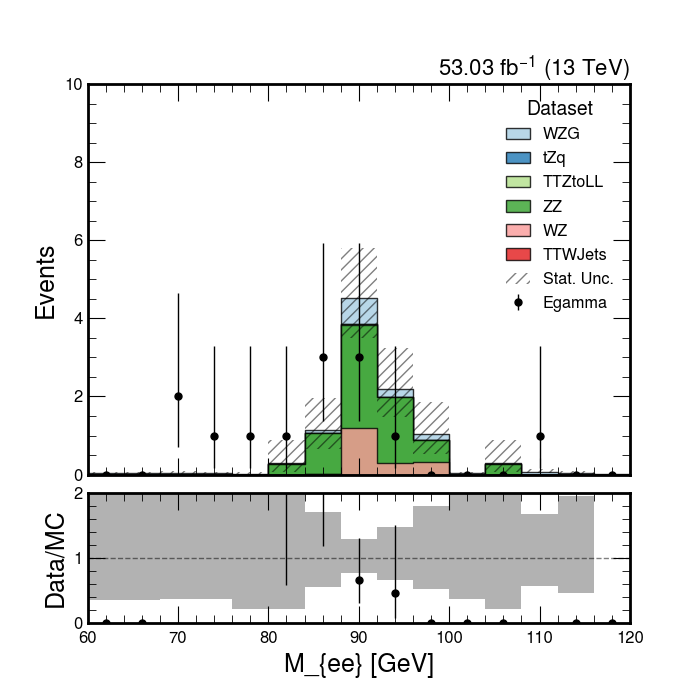 53.03 fb⁻¹ (13 TeV)
10
8
6
4
2
0
Events
Dataset
WZG
tZq
TTZtoLL
ZZ
WZ
TTWJets
Stat. Unc.
Egamma
2
1
0
Data/MC
60 70 80 90 100 110 120
M_{ee} [GeV]